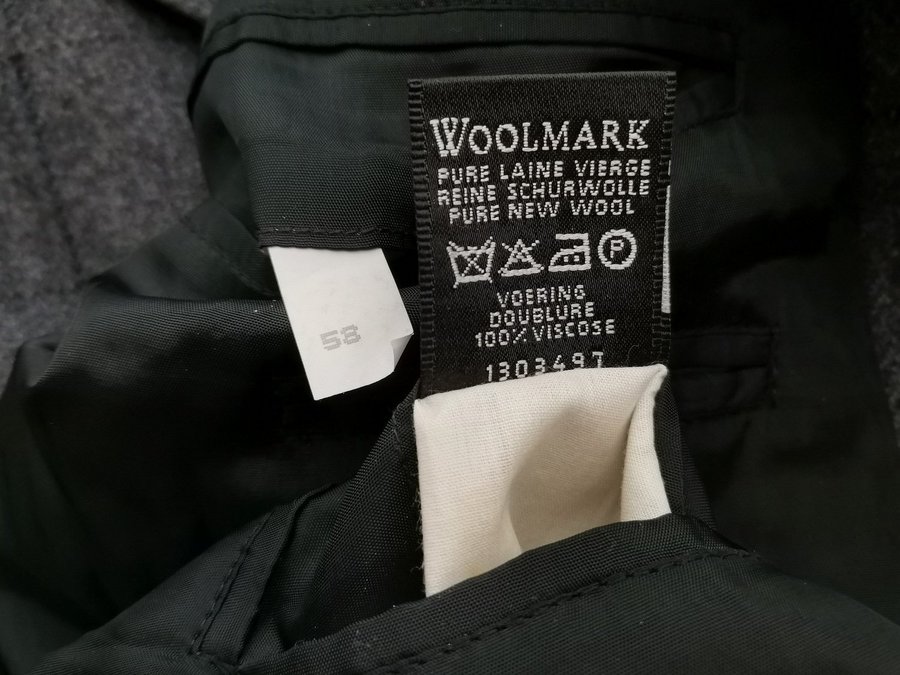 WOOLMARK
PURE LAINE VIERGE
REINE SCHURWOLLE
PURE NEW WOOL
P
VOERING
DOUBLURE
100% VISCOSE
1303497
58